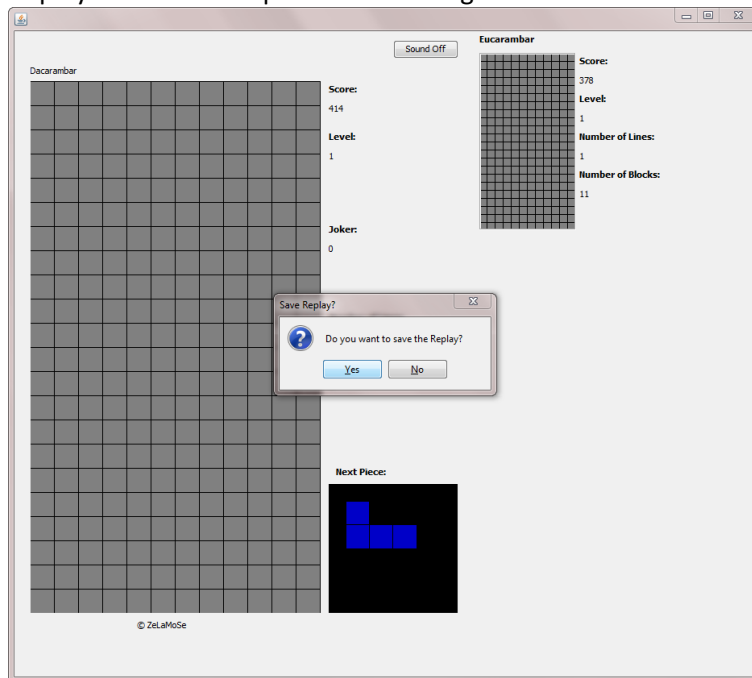 Sound Off
Eucarambar
Dacarambar
Score:
414
Level:
1
Joker:
0
Score:
378
Level:
1
Number of Lines:
1
Number of Blocks:
11
Save Replay?
Do you want to save the Replay?
Yes
No
Next Piece:
© ZeLaMoSe